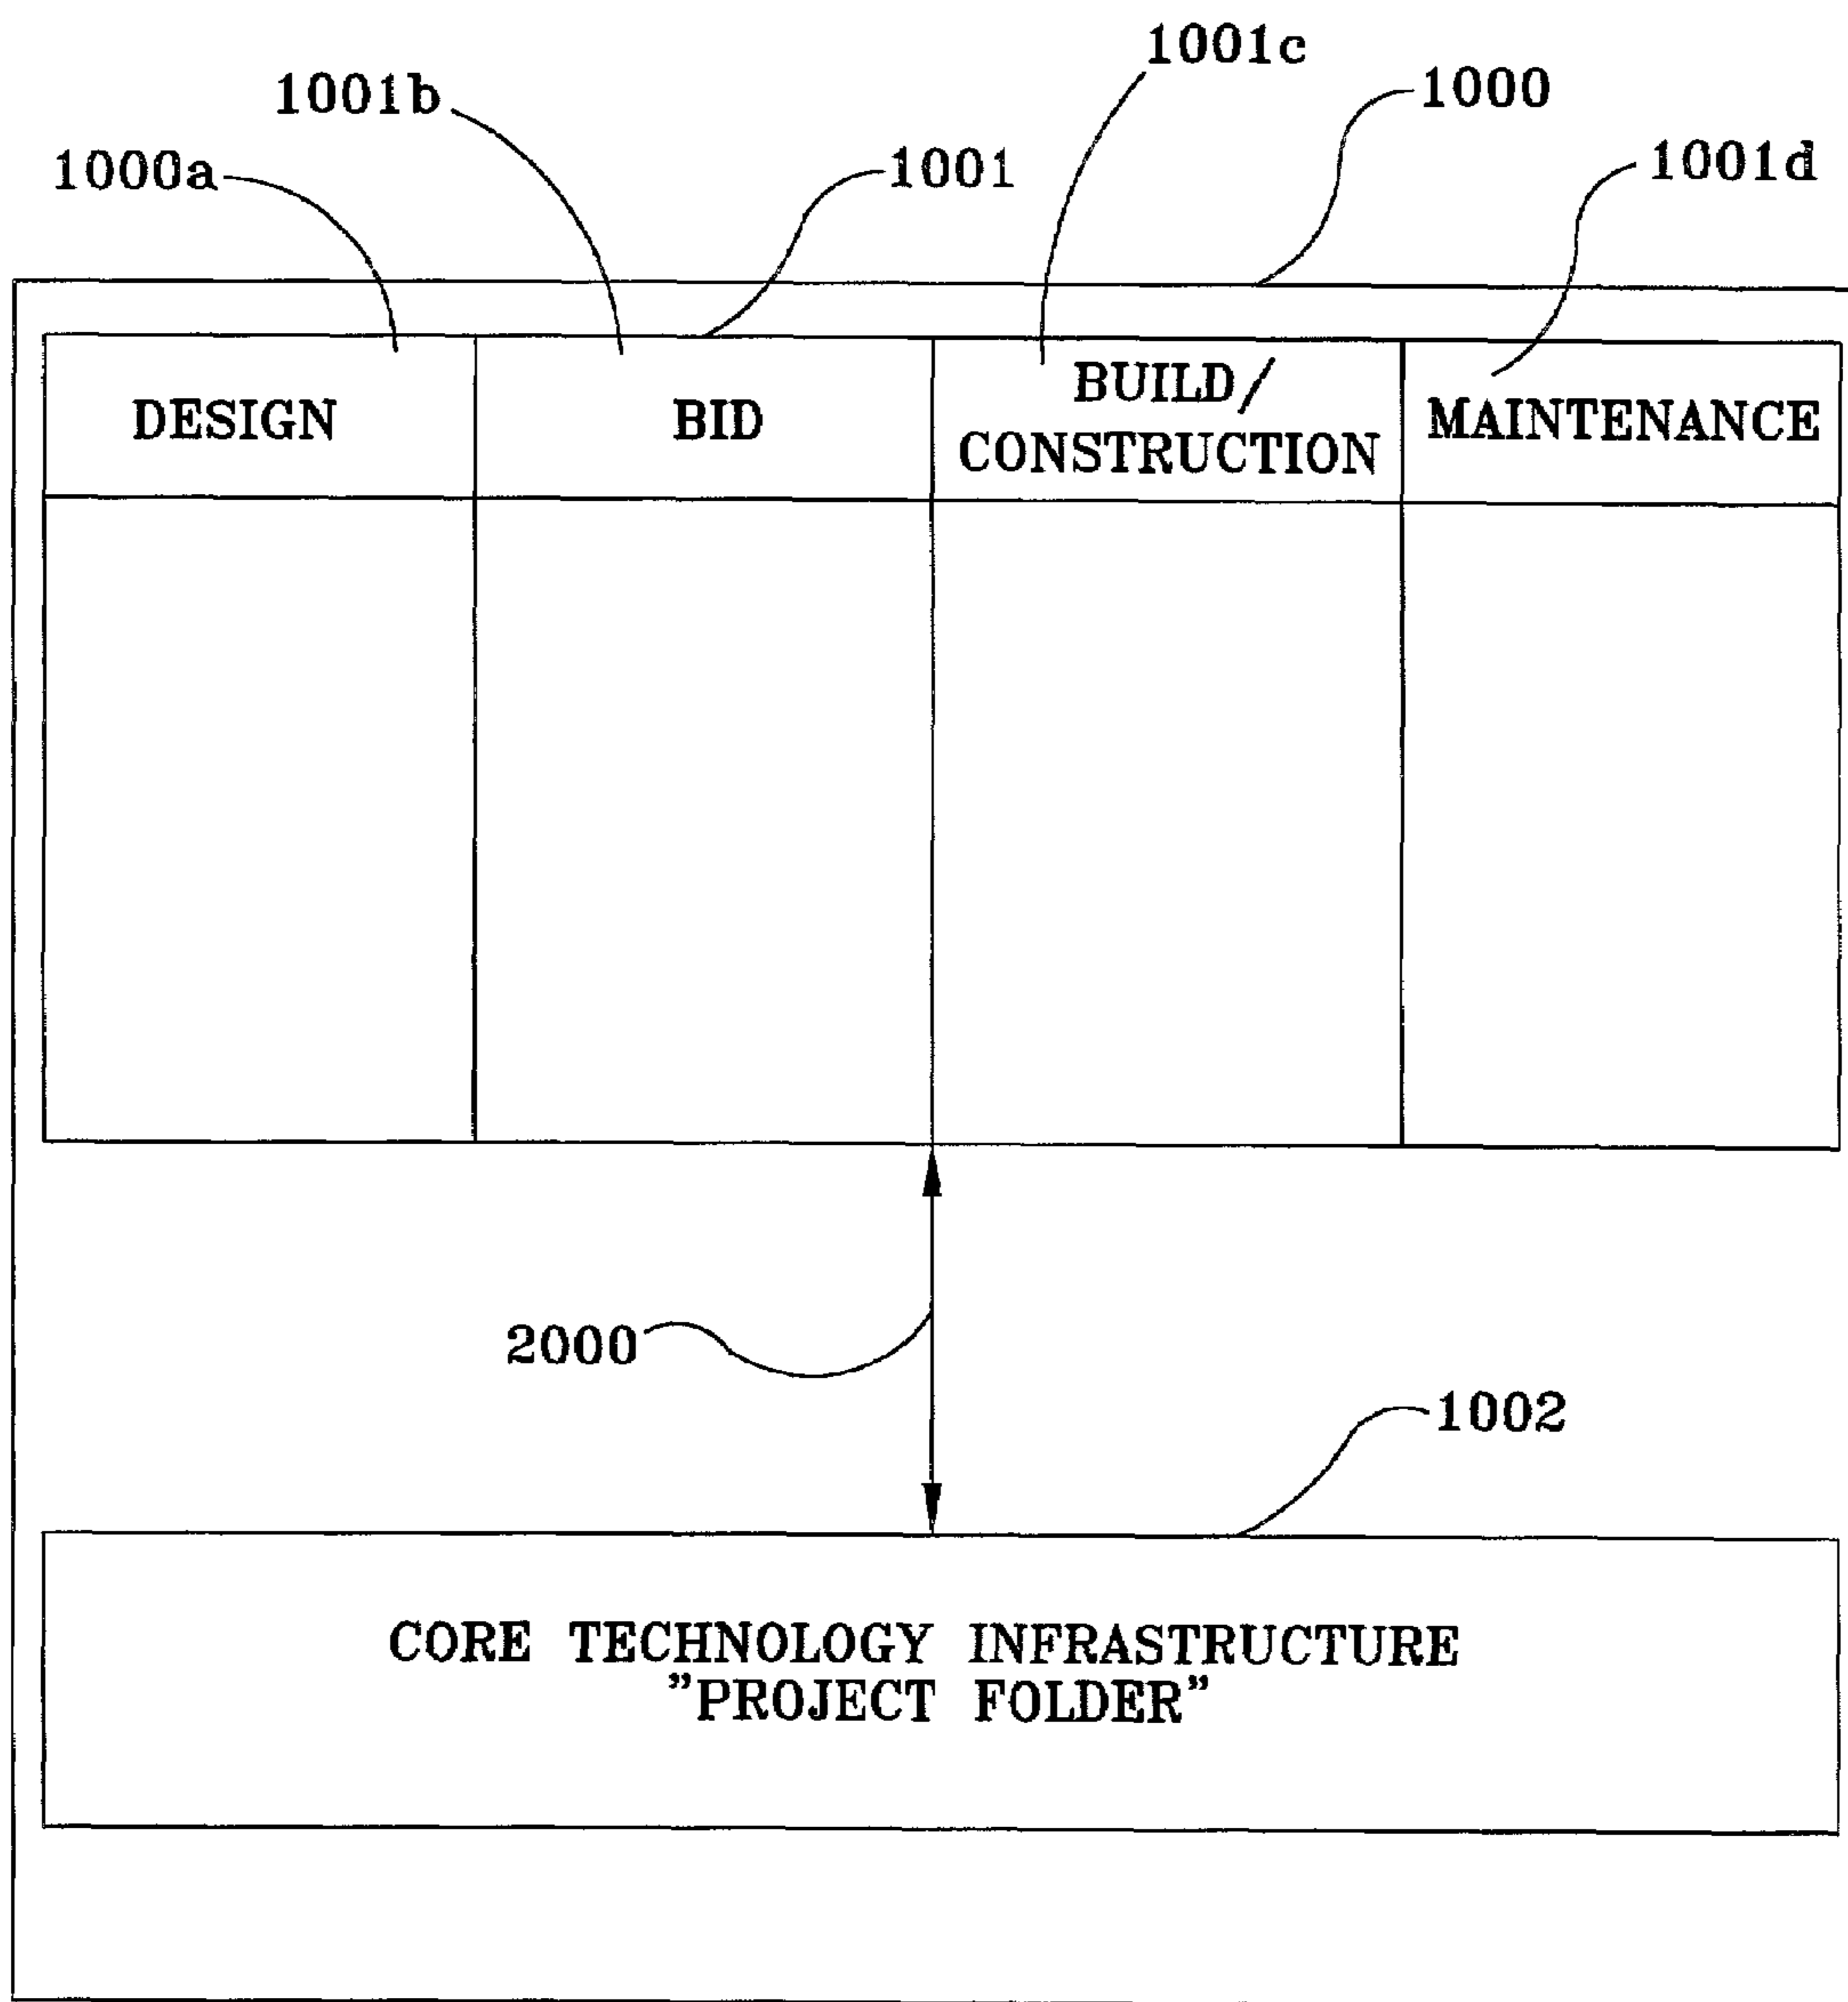 1001c
1000
1001b
1001
1001d
1000a
DESIGN
BID
BUILD/
CONSTRUCTION
MAINTENANCE
2000
1002
CORE TECHNOLOGY INFRASTRUCTURE
"PROJECT FOLDER"